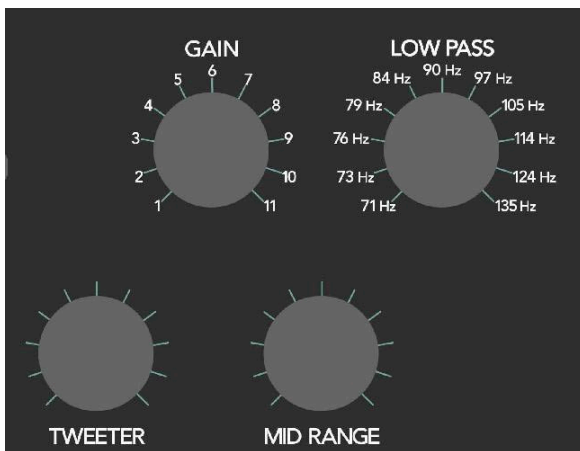 GAIN
1
2
3
4
5
6
7
8
9
10
11
LOW PASS
71 Hz
73 Hz
76 Hz
79 Hz
84 Hz
90 Hz
97 Hz
105 Hz
114 Hz
124 Hz
135 Hz
TWEETER
MID RANGE